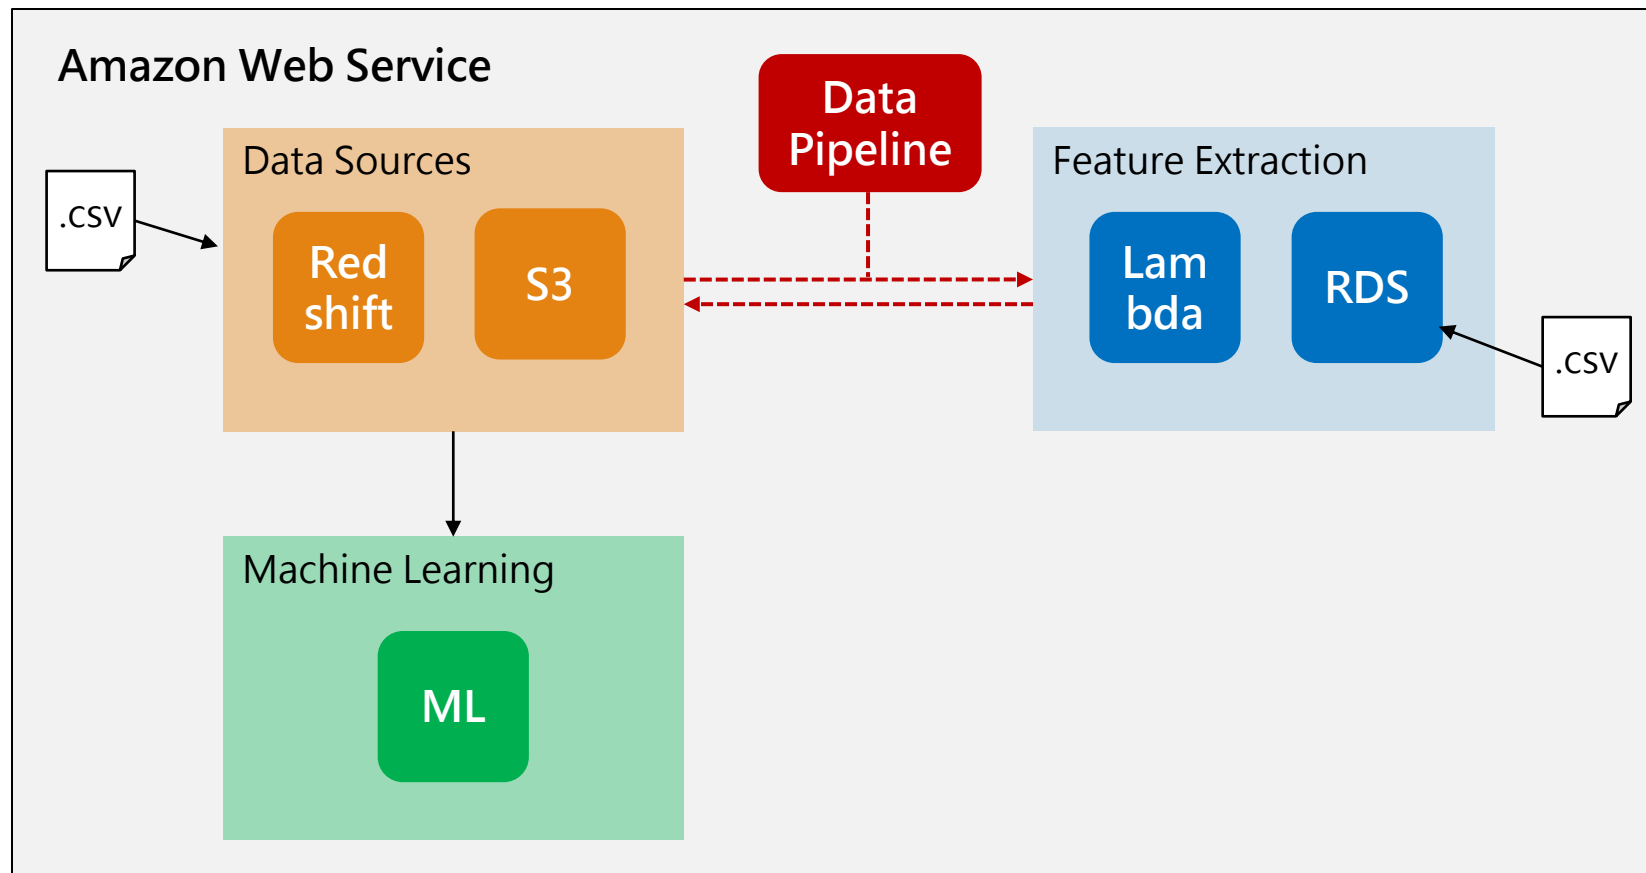 Amazon Web Service
Data
Pipeline
Data Sources
Feature Extraction
.CSV
Red
shift
S3
Lam
bda
RDS
.CSV
Machine Learning
ML